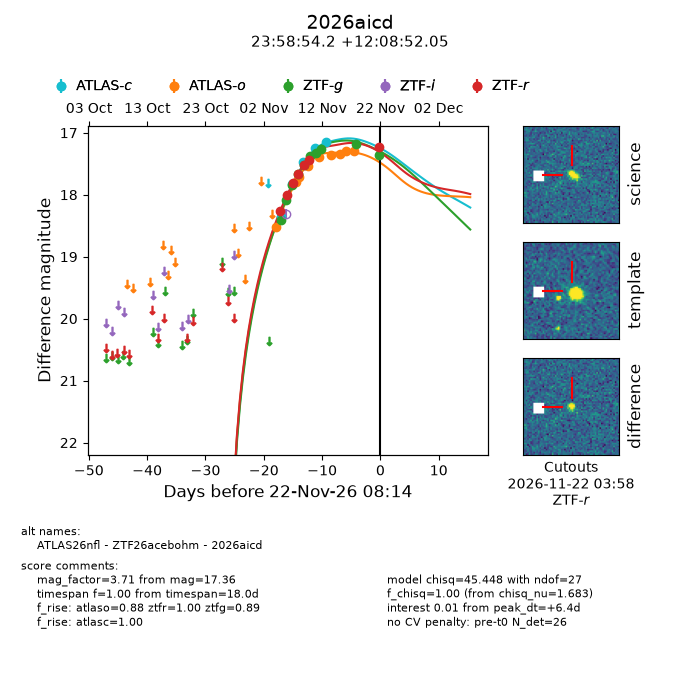 2026aicd
23:58:54.2 +12:08:52.05
ATLAS-c ATLAS-o ZTF-g ZTF-i ZTF-r
03 Oct 13 Oct 23 Oct 02 Nov 12 Nov 22 Nov 02 Dec
17
18
19
20
21
22
Difference magnitude
−50 −40 −30 −20 −10 0 10
Days before 22-Nov-26 08:14
science
template
difference
Cutouts
2026-11-22 03:58
ZTF-r
alt names:
ATLAS26nfl - ZTF26acebohm - 2026aicd
score comments:
mag_factor=3.71 from mag=17.36
timespan f=1.00 from timespan=18.0d
f_rise: atlaso=0.88 ztfr=1.00 ztfg=0.89
f_rise: atlasc=1.00
model chisq=45.448 with ndof=27
f_chisq=1.00 (from chisq_nu=1.683)
interest 0.01 from peak_dt=+6.4d
no CV penalty: pre-t0 N_det=26